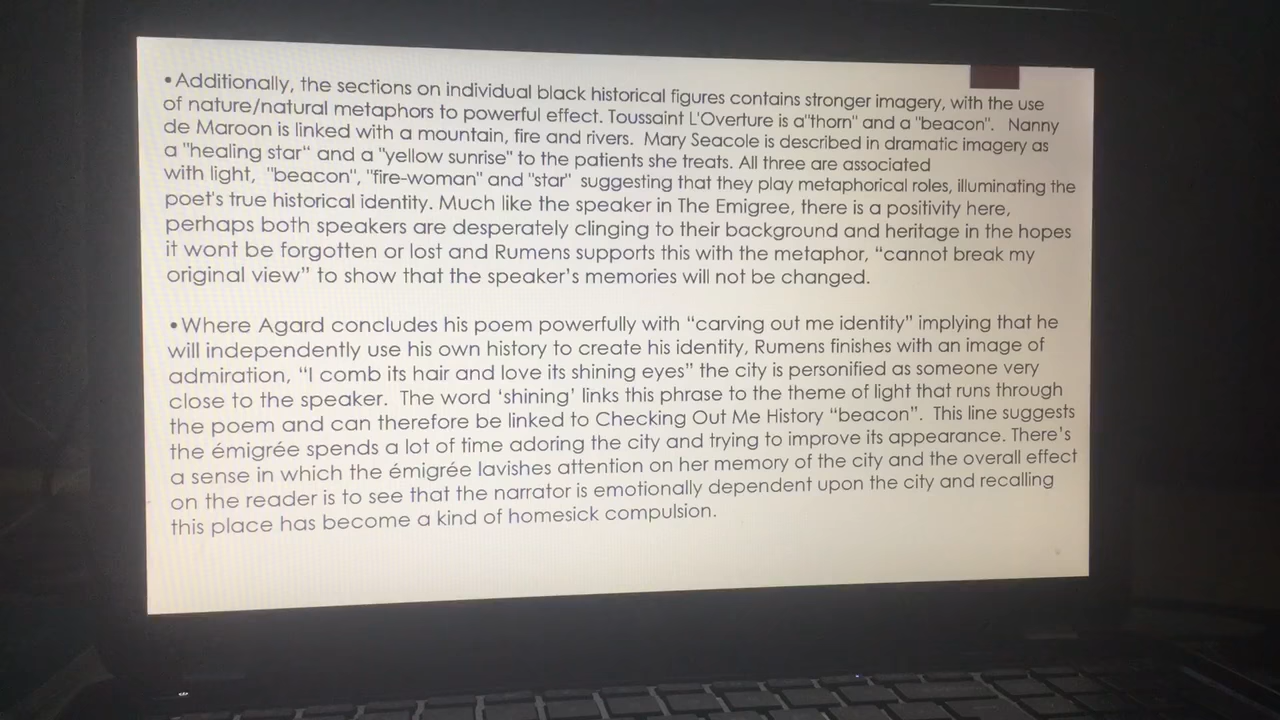 •Additionally, the sections on individual black historical figures contains stronger imagery, with the use
of nature/natural metaphors to powerful effect. Toussaint L'Overture is a"thorn" and a "beacon".  Nanny
de Maroon is linked with a mountain, fire and rivers.  Mary Seacole is described in dramatic imagery as
a "healing star" and a "yellow sunrise" to the patients she treats. All three are associated
with light,  "beacon", "fire-woman" and "star"  suggesting that they play metaphorical roles, illuminating the
poet's true historical identity. Much like the speaker in The Emigree, there is a positivity here,
perhaps both speakers are desperately clinging to their background and heritage in the hopes
it wont be forgotten or lost and Rumens supports this with the metaphor, “cannot break my
original view” to show that the speaker’s memories will not be changed.
•Where Agard concludes his poem powerfully with “carving out me identity” implying that he
will independently use his own history to create his identity, Rumens finishes with an image of
admiration, “I comb its hair and love its shining eyes” the city is personified as someone very
close to the speaker.  The word ‘shining’ links this phrase to the theme of light that runs through
the poem and can therefore be linked to Checking Out Me History “beacon”.  This line suggests
the émigrée spends a lot of time adoring the city and trying to improve its appearance. There’s
a sense in which the émigrée lavishes attention on her memory of the city and the overall effect
on the reader is to see that the narrator is emotionally dependent upon the city and recalling
this place has become a kind of homesick compulsion.